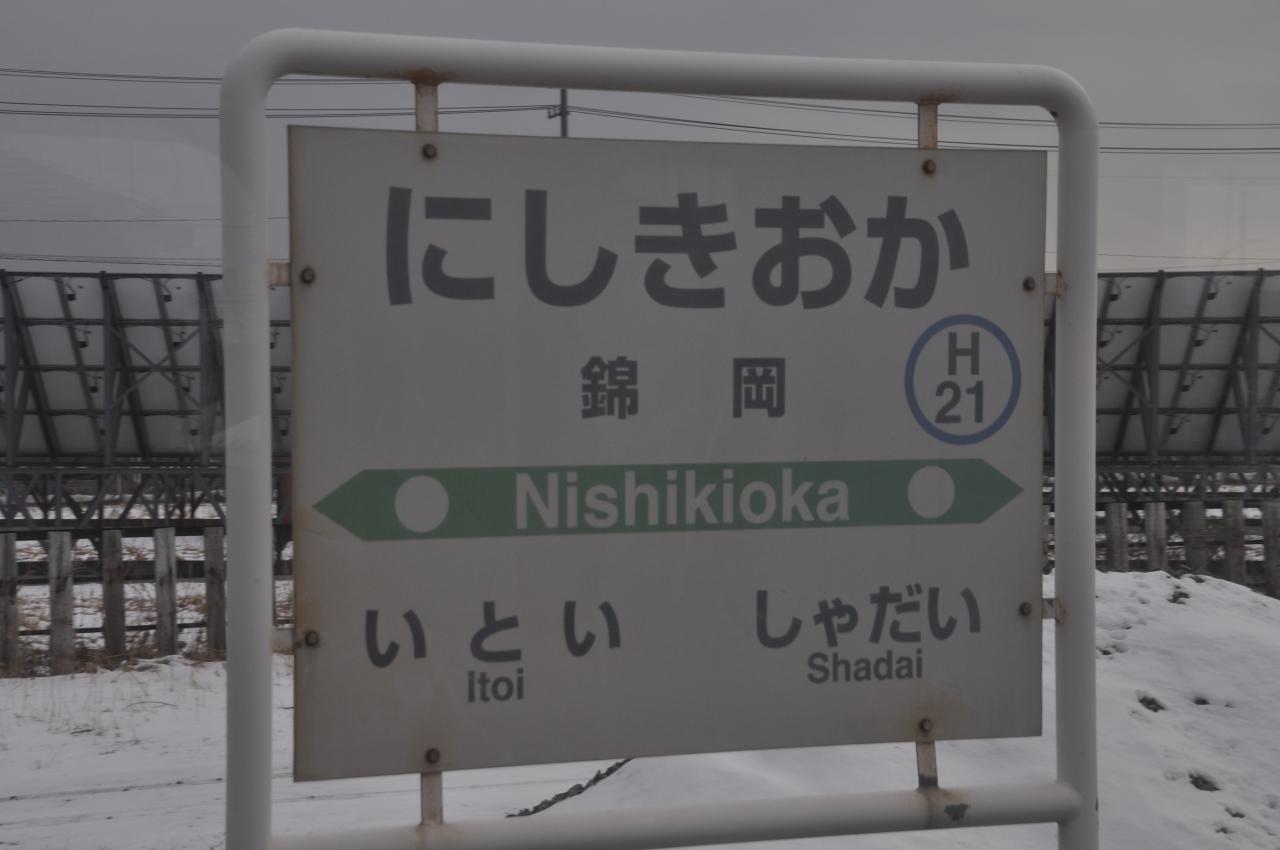 にしきおか
錦岡
H
21
Nishikioka
いとい しゃだい
Itoi Shadai